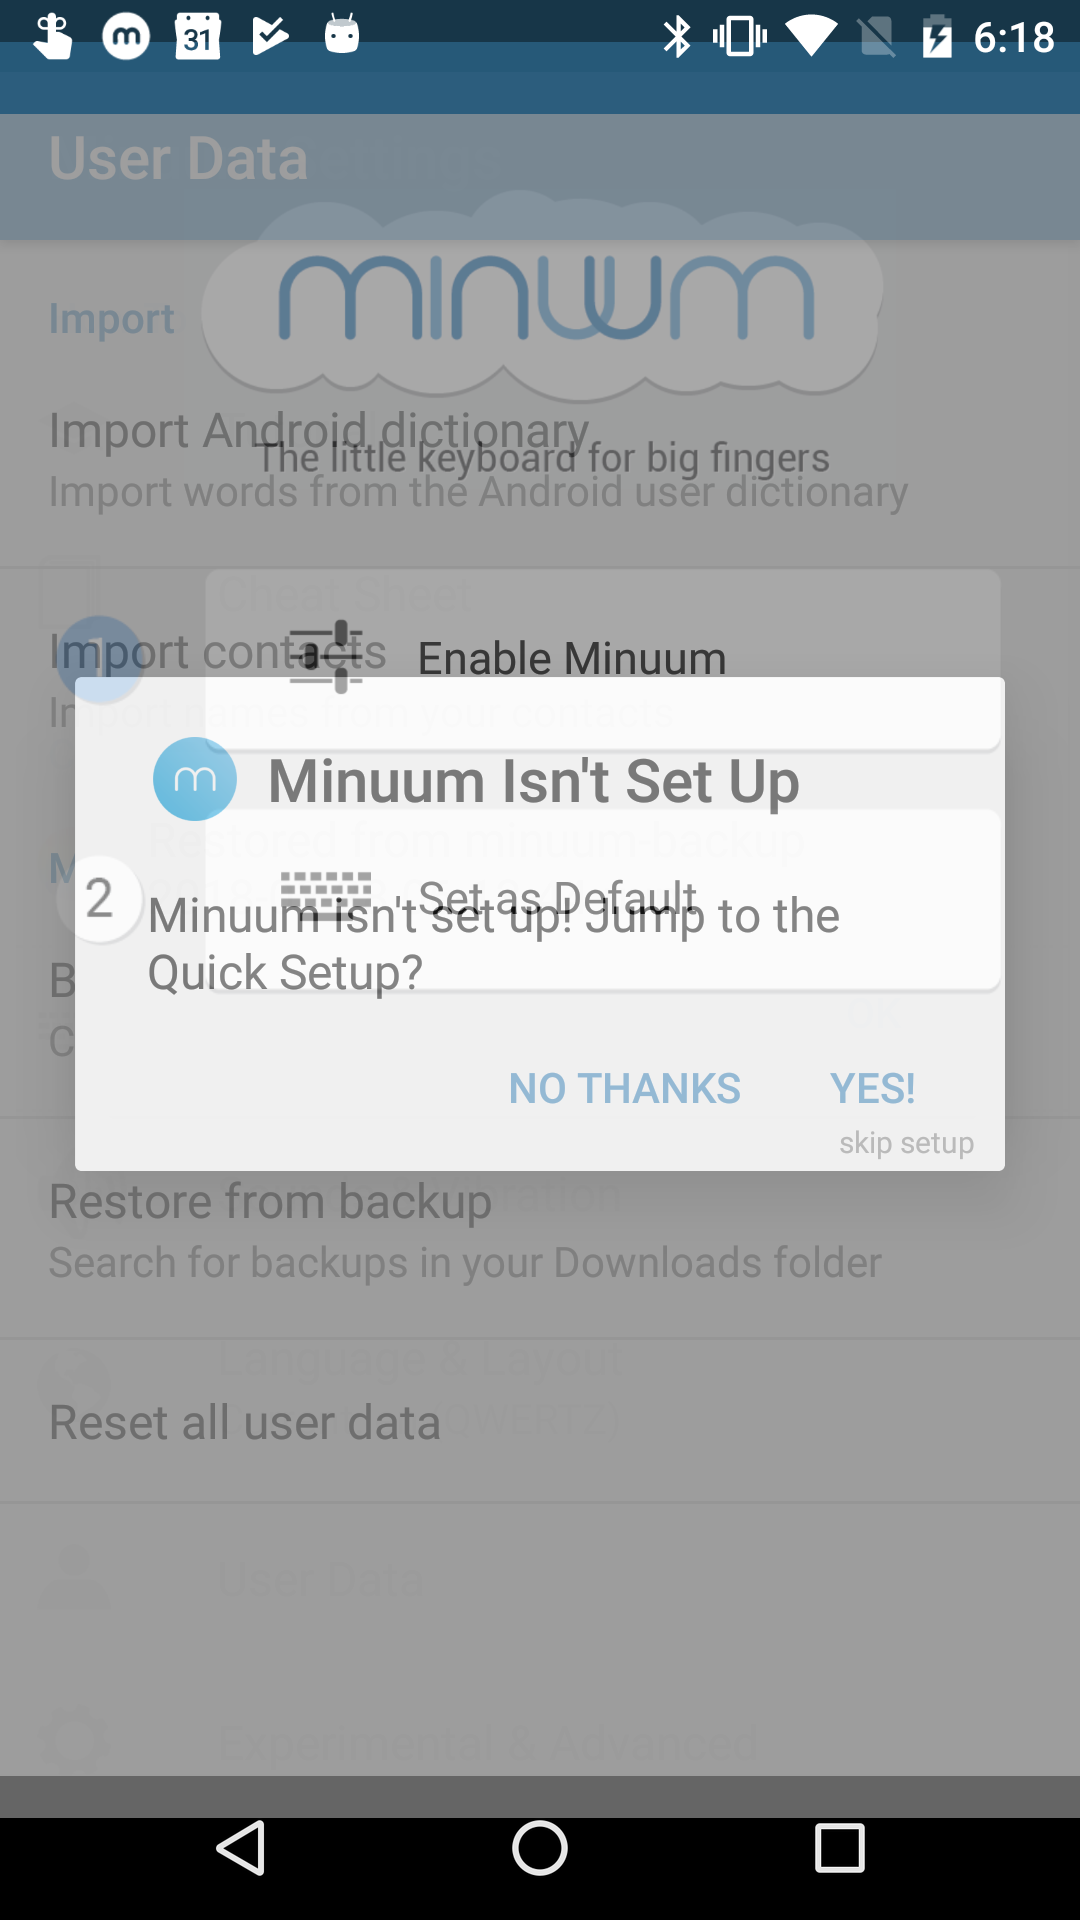 31
6:18
User Data
ettings
minuum
Import
Import Android dictionary
The little keyboard for big fingers
Import words from the Android user dictionary
Cheat Sheet
1
Import contacts
Enable Minuum
Import names from your contacts
m
Minuum Isn't Set Up
Restored from minuum-backup
M
2
Set as Default
Minuum isn't set up! Jump to the
Quick Setup?
B
C
NO THANKS
YES!
skip setup
Restore from backup
Search for backups in your Downloads folder
Language & Layout
Reset all user data
(QWERTZ)
User Data
Experimental & Advanced